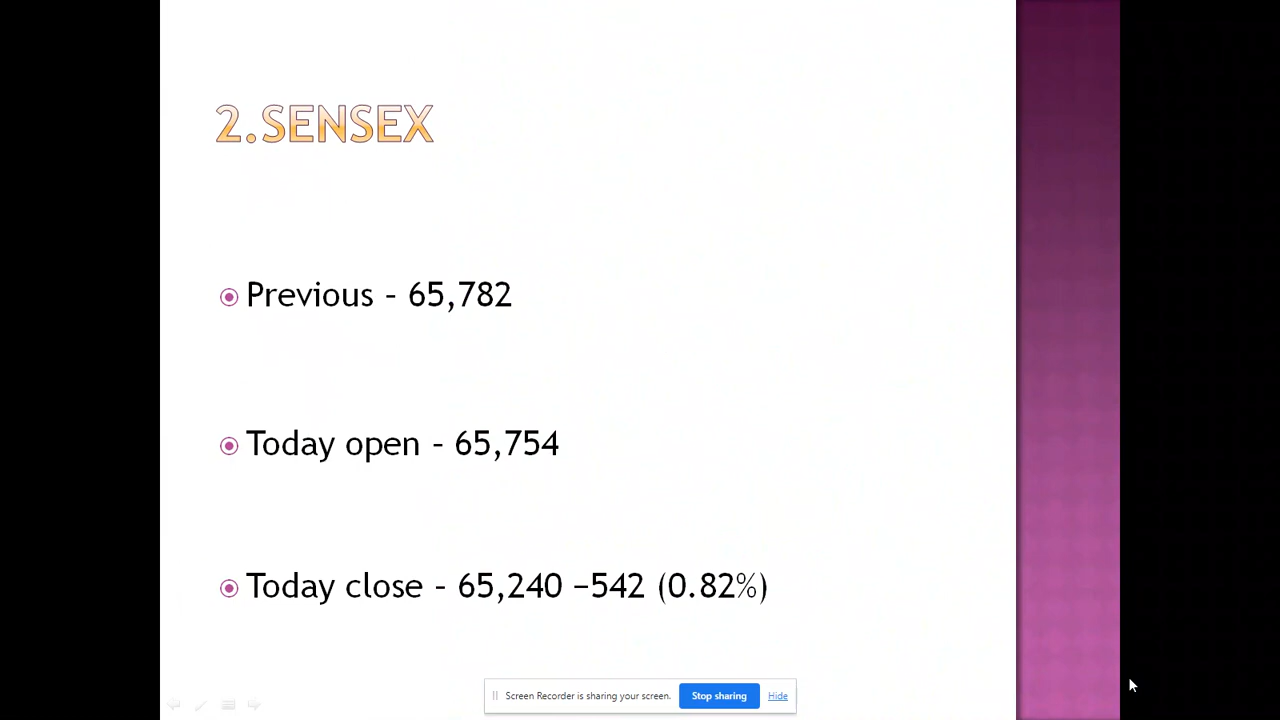 2.SENSEX
Previous – 65,782
Today open – 65,754
Today close – 65,240 –542 (0.82%)
Screen Recorder is sharing your screen. Stop sharing Hide